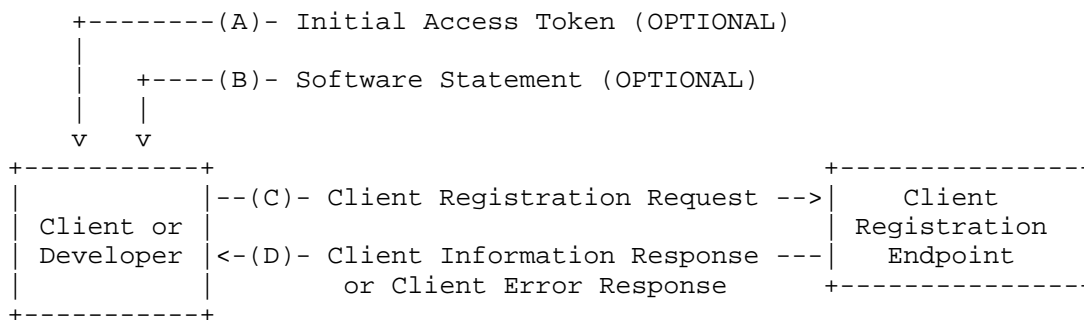 +--------(A)- Initial Access Token (OPTIONAL)
|
|   +----(B)- Software Statement (OPTIONAL)
|   |
v   v
+-----------+                                      +---------------
|           |--(C)- Client Registration Request -->|    Client
| Client or |                                      | Registration
| Developer |<-(D)- Client Information Response ---|   Endpoint
|           |        or Client Error Response      +---------------
+-----------+